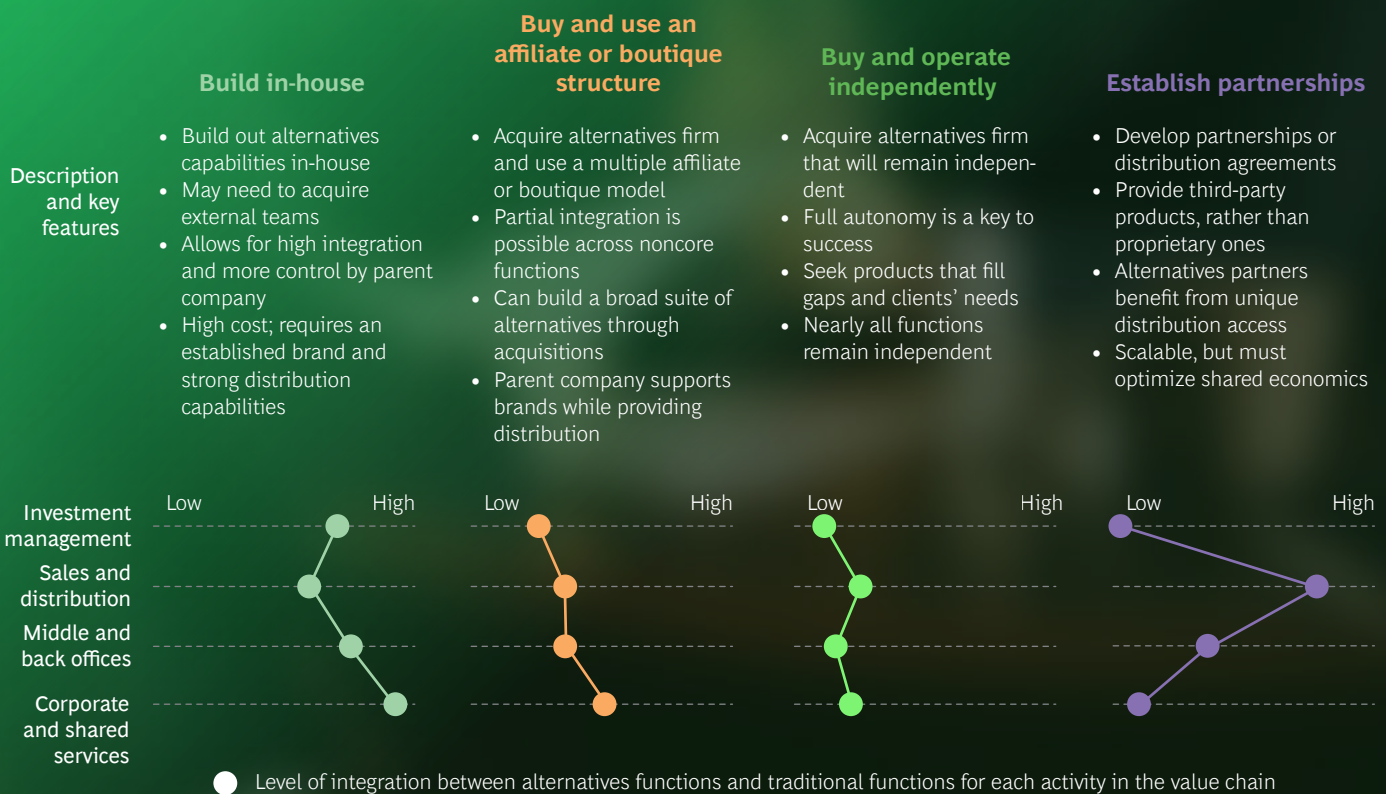 Build in-house
Buy and use an
affiliate or boutique
structure
Buy and operate
independently
Establish partnerships
Description
and key
features
• Build out alternatives
capabilities in-house
• May need to acquire
external teams
• Allows for high integration
and more control by parent
company
• High cost; requires an
established brand and
strong distribution
capabilities
• Acquire alternatives firm
and use a multiple affiliate
or boutique model
• Partial integration is
possible across noncore
functions
• Can build a broad suite of
alternatives through
acquisitions
• Parent company supports
brands while providing
distribution
• Acquire alternatives firm
that will remain indepen-
dent
• Full autonomy is a key to
success
• Seek products that fill
gaps and clients’ needs
• Nearly all functions
remain independent
• Develop partnerships or
distribution agreements
• Provide third-party
products, rather than
proprietary ones
• Alternatives partners
benefit from unique
distribution access
• Scalable, but must
optimize shared economics
Low High Low High Low High Low High
Investment
management
Sales and
distribution
Middle and
back offices
Corporate
and shared
services
Level of integration between alternatives functions and traditional functions for each activity in the value chain